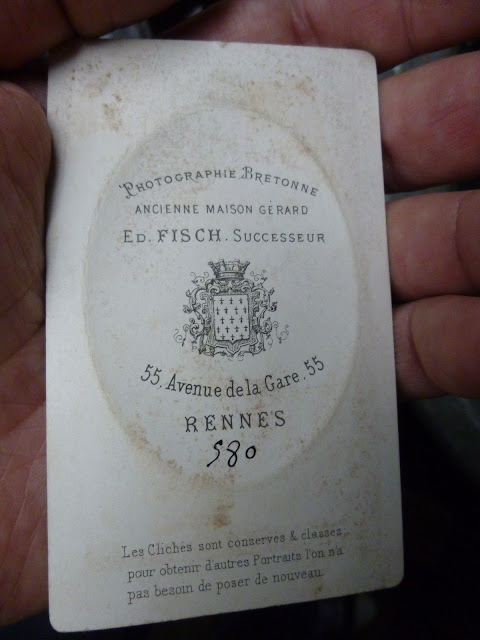 PHOTOGRAPHIE BRETONNE
ANCIENNE MAISON GÉRARD
ED. FISCH. SUCCESSEUR
55, Avenue de la Gare. 55
RENNES
580
Les Clichés sont conservés & classés,
pour obtenir d'autres Portraits l'on n'a
pas besoin de poser de nouveau.